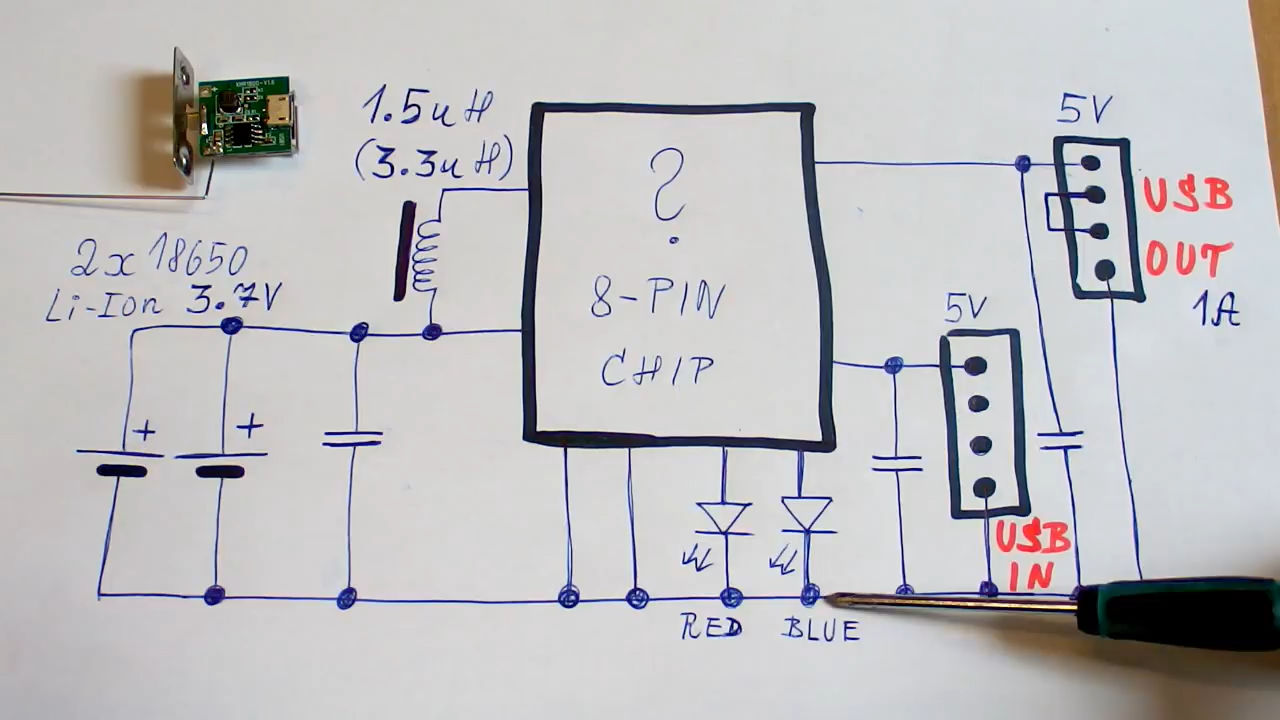 1.5uH
(3.3uH)
2x 18650
Li-Ion 3.7V
+
+
?
8-PIN
CHIP
5V
USB
OUT
1A
5V
USB
IN
RED
BLUE